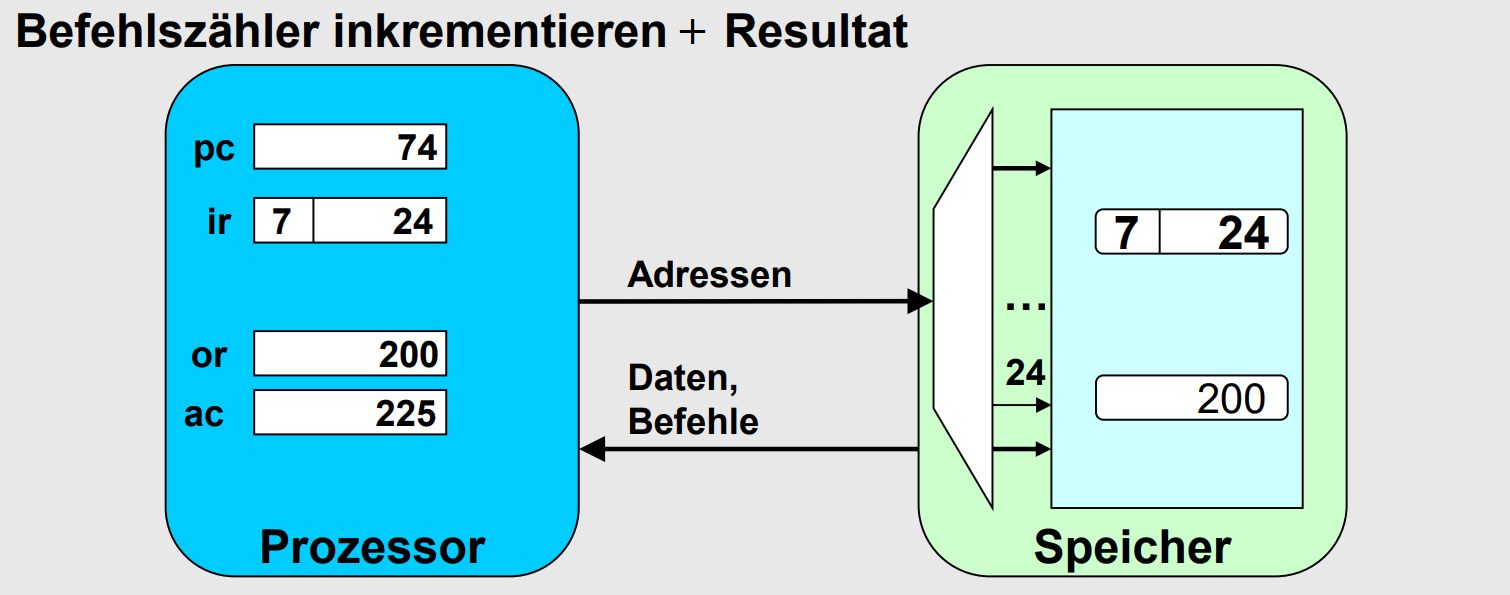 Befehlszähler inkrementieren + Resultat
pc 74
ir 7 24
or 200
ac 225
Prozessor
Adressen
Daten,
Befehle
7 24
...
24
200
Speicher